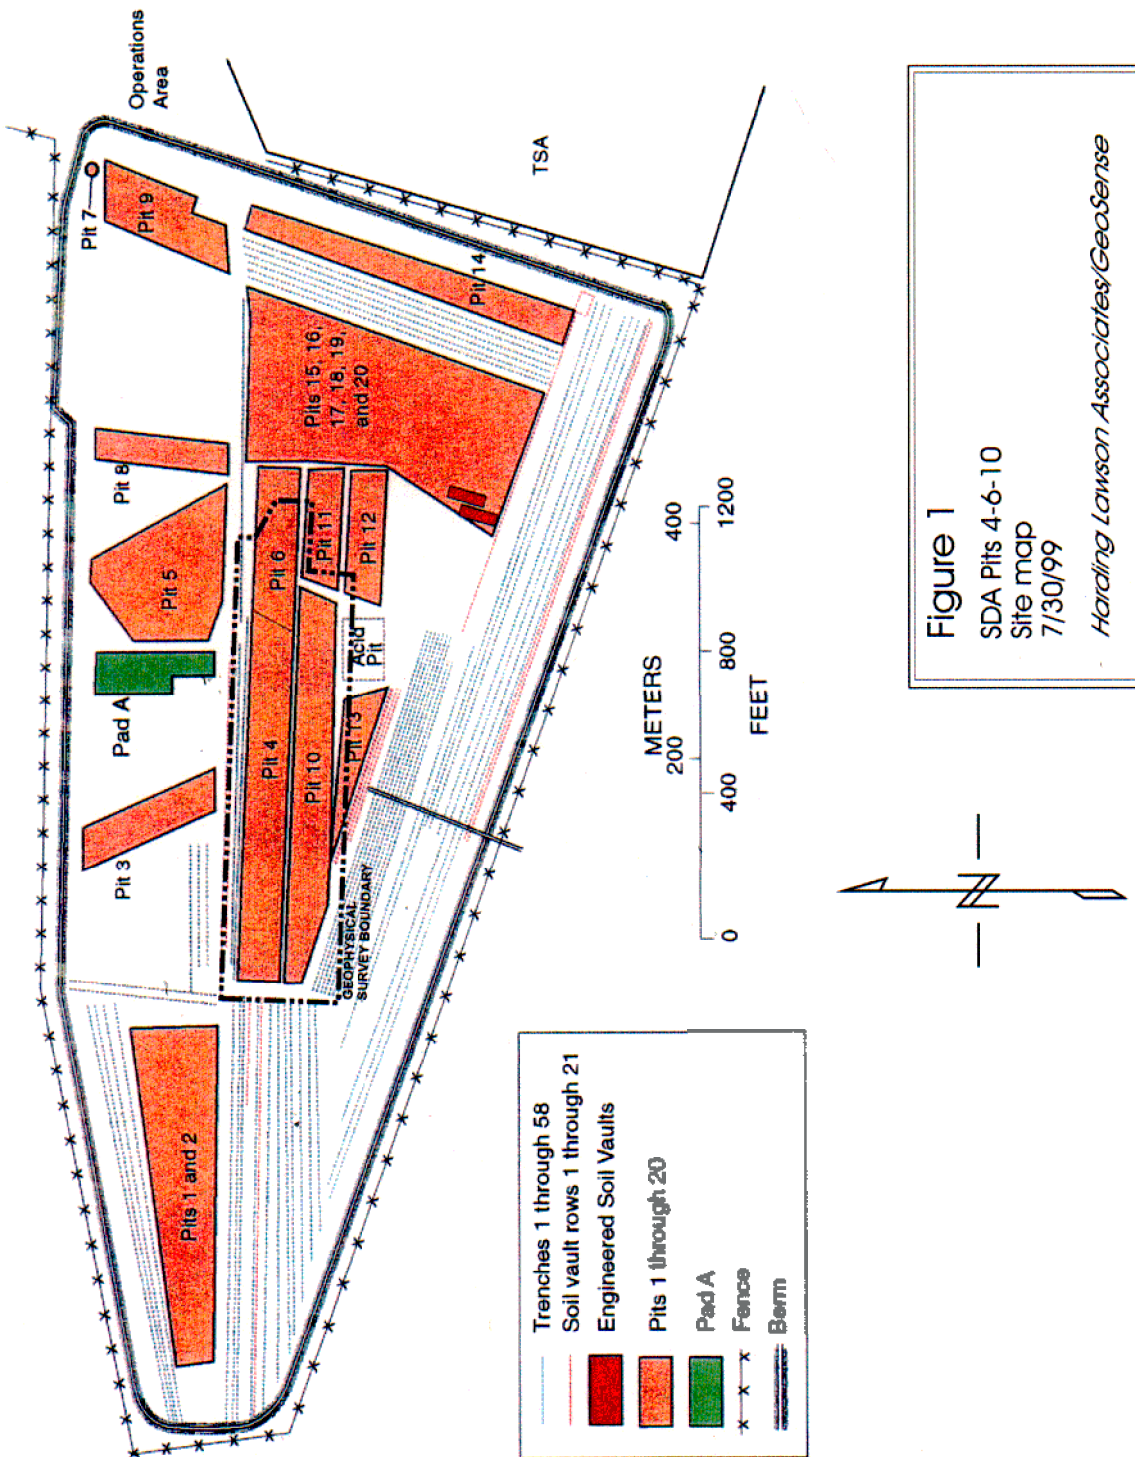 Operations
Area
Pit 7
Pit 9
TSA
Pit 14
Pits 15, 16,
17, 18, 19,
and 20
Pit 8
Pit 5
Pad A
Pit 3
Pit 6
Pit 11
Pit 12
Acid
Pit
Pit 4
Pit 10
Pit 13
GEOPHYSICAL
SURVEY BOUNDARY
Pits 1 and 2
METERS
200
400
0
400
800
1200
FEET
N
Trenches 1 through 58
Soil vault rows 1 through 21
Engineered Soil Vaults
Pits 1 through 20
Pad A
Fence
Berm
Figure 1
SDA Pits 4-6-10
Site map
7/30/99
Harding Lawson Associates/GeoSense